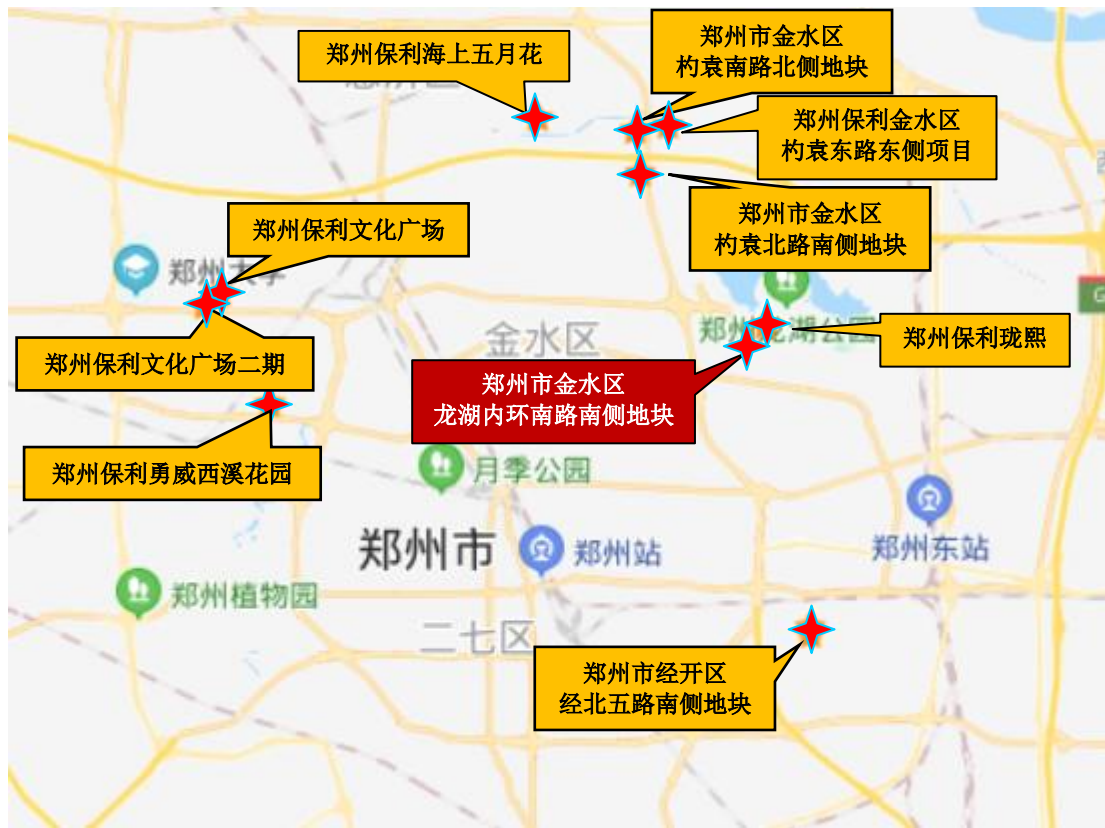 郑州保利海上五月花
郑州市金水区
杓袁南路北侧地块
郑州保利金水区
杓袁东路东侧项目
郑州市金水区
杓袁北路南侧地块
郑州保利文化广场
郑州大学
郑州保利文化广场二期
金水区
郑州龙湖公园
郑州保利珑熙
郑州市金水区
龙湖内环南路南侧地块
郑州保利勇威西溪花园
月季公园
郑州市
郑州站
郑州东站
郑州植物园
二七区
郑州市经开区
经北五路南侧地块
G